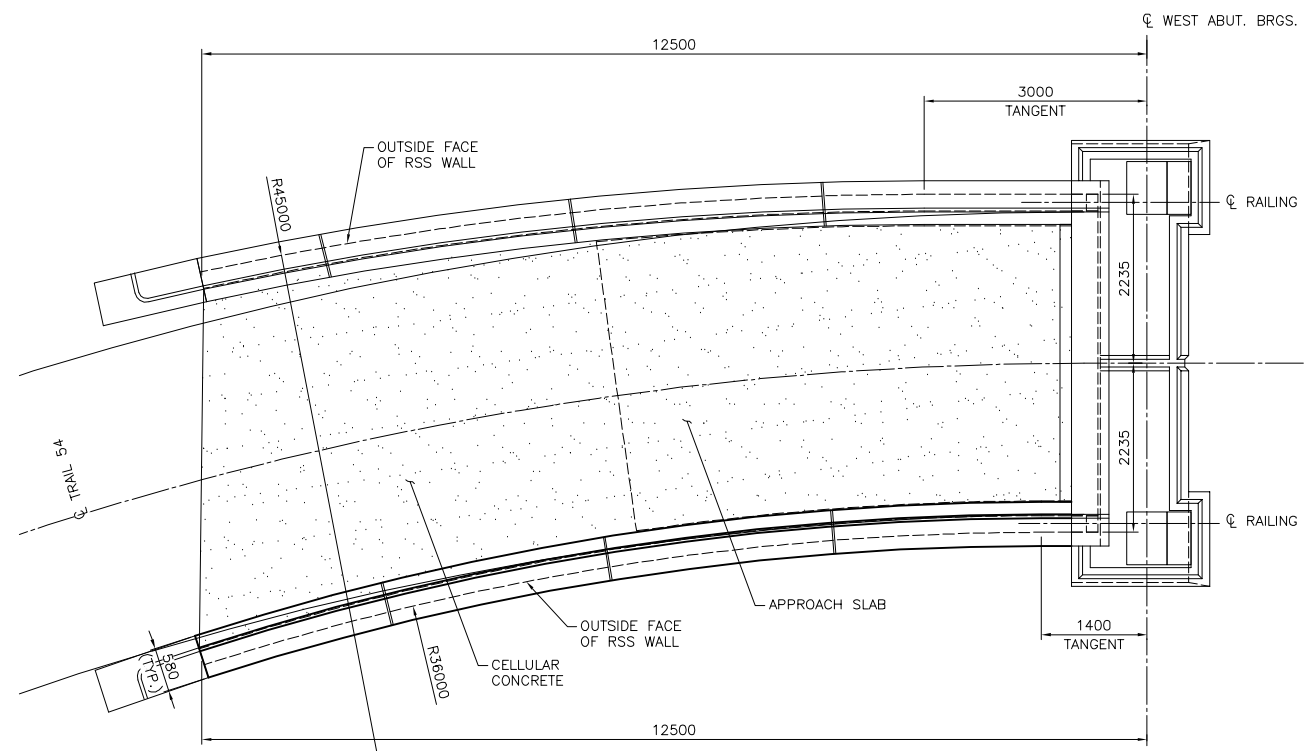 ℄ WEST ABUT. BRGS.
12500
3000
TANGENT
OUTSIDE FACE
OF RSS WALL
R45000
℄ RAILING
2235
℄ TRAIL 54
2235
℄ RAILING
APPROACH SLAB
1400
TANGENT
OUTSIDE FACE
OF RSS WALL
580
(TYP.)
R36000
CELLULAR
CONCRETE
12500